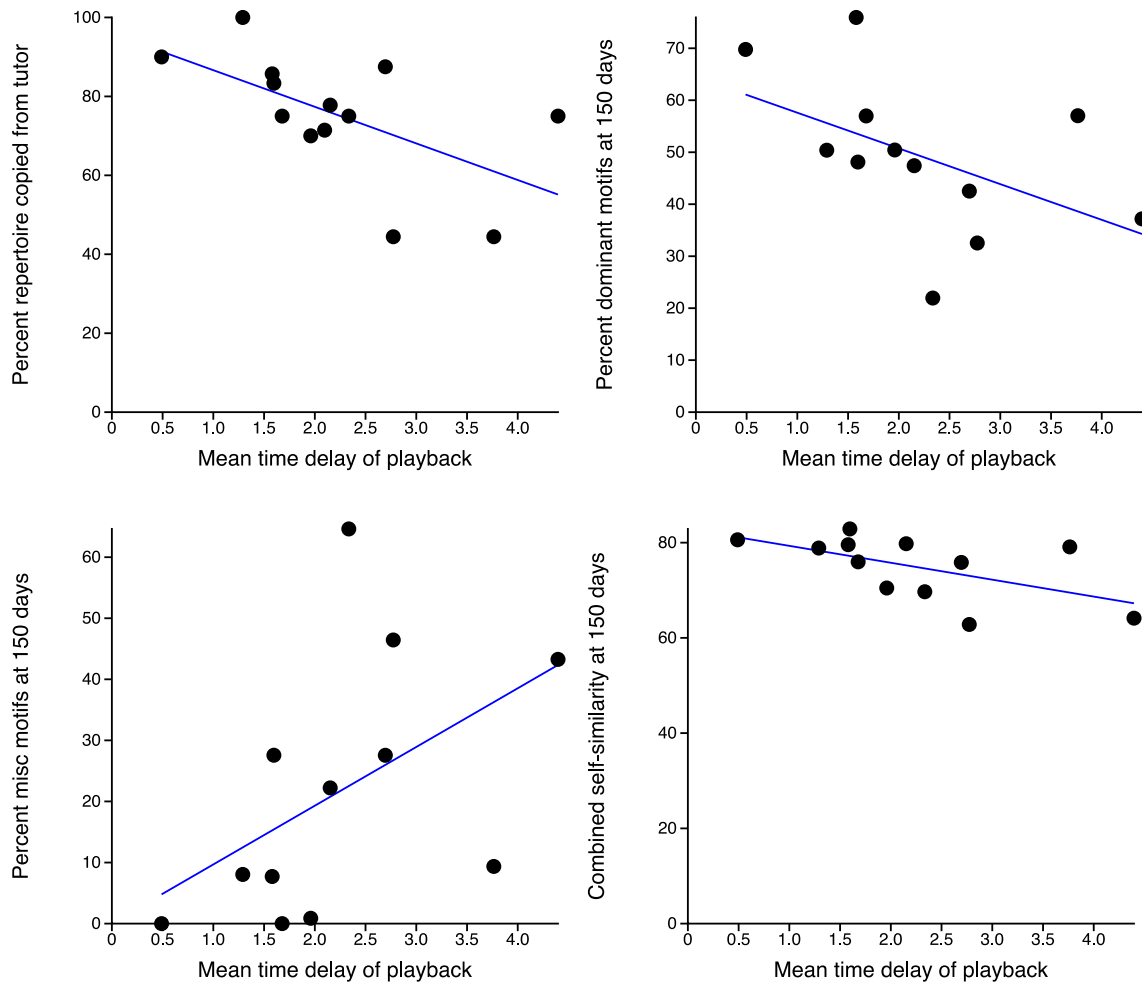 Percent repertoire copied from tutor
100
80
60
40
20
0
0 0.5 1.0 1.5 2.0 2.5 3.0 3.5 4.0
Mean time delay of playback
Percent dominant motifs at 150 days
70
60
50
40
30
20
10
0
0 0.5 1.0 1.5 2.0 2.5 3.0 3.5 4.0
Mean time delay of playback
Percent misc motifs at 150 days
60
50
40
30
20
10
0
0 0.5 1.0 1.5 2.0 2.5 3.0 3.5 4.0
Mean time delay of playback
Combined self-similarity at 150 days
80
60
40
20
0
0 0.5 1.0 1.5 2.0 2.5 3.0 3.5 4.0
Mean time delay of playback